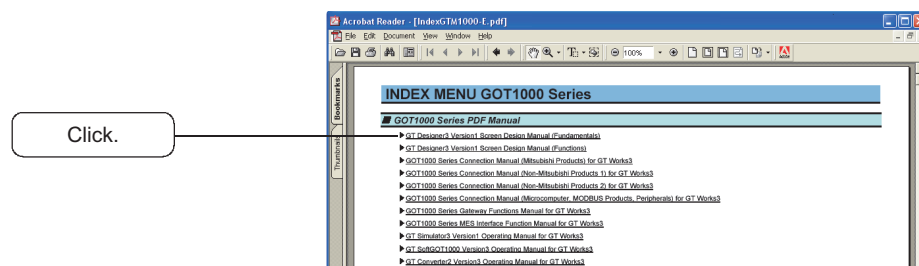 Acrobat Reader - [IndexGTM1000-E.pdf]
File Edit Document View Window Help
100%
Bookmarks
Thumbnails
INDEX MENU GOT1000 Series
GOT1000 Series PDF Manual
Click.
GT Designer3 Version1 Screen Design Manual (Fundamentals)
GT Designer3 Version1 Screen Design Manual (Functions)
GOT1000 Series Connection Manual (Mitsubishi Products) for GT Works3
GOT1000 Series Connection Manual (Non-Mitsubishi Products 1) for GT Works3
GOT1000 Series Connection Manual (Non-Mitsubishi Products 2) for GT Works3
GOT1000 Series Connection Manual (Microcomputer, MODBUS Products, Peripherals) for GT Works3
GOT1000 Series Gateway Functions Manual for GT Works3
GOT1000 Series MES Interface Function Manual for GT Works3
GT Simulator3 Version1 Operating Manual for GT Works3
GT SoftGOT1000 Version3 Operating Manual for GT Works3
GT Converter2 Version3 Operating Manual for GT Works3